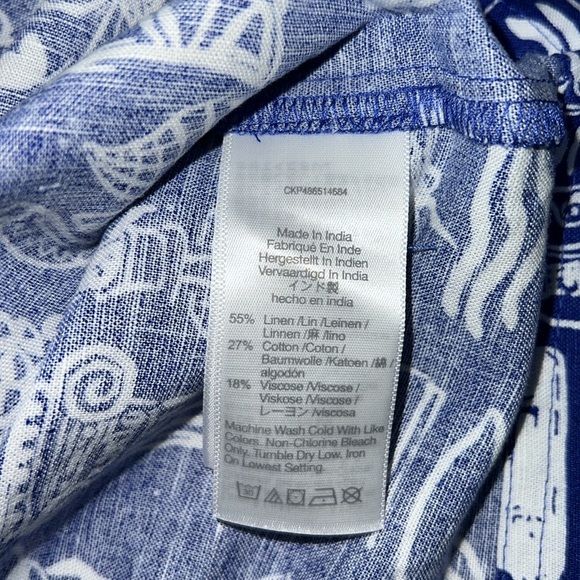 CKP486514684
Made In India
Fabriqué En Inde
Hergestellt In Indien
Vervaardigd In India
インド製
hecho en india
55% Linen /Lin /Leinen /
Linnen /麻 /lino
27% Cotton /Coton /
Baumwolle /Katoen /綿 /
algodón
18% Viscose /Viscose /
Viskose /Viscose /
レーヨン /viscosa
Machine Wash Cold With Like
Colors. Non-Chlorine Bleach
Only. Tumble Dry Low. Iron
On Lowest Setting.